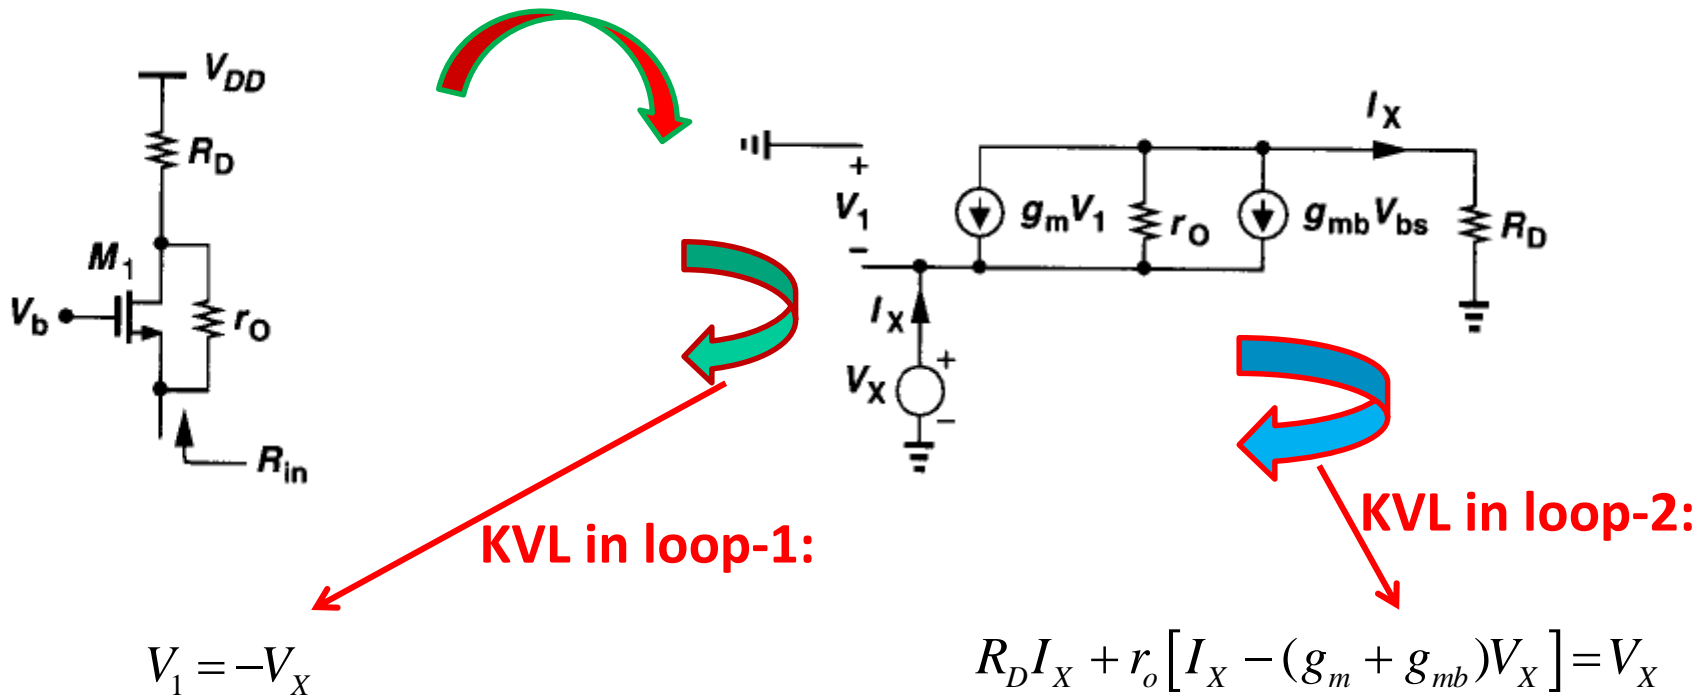 V_DD
R_D
M_1
V_b
r_O
R_in
I_X
+
V_1
−
g_m V_1
r_O
g_mb V_bs
R_D
I_X
V_X
+
−
KVL in loop-1:
KVL in loop-2:
V_1 = −V_X
R_D I_X + r_o [I_X − (g_m + g_mb)V_X] = V_X